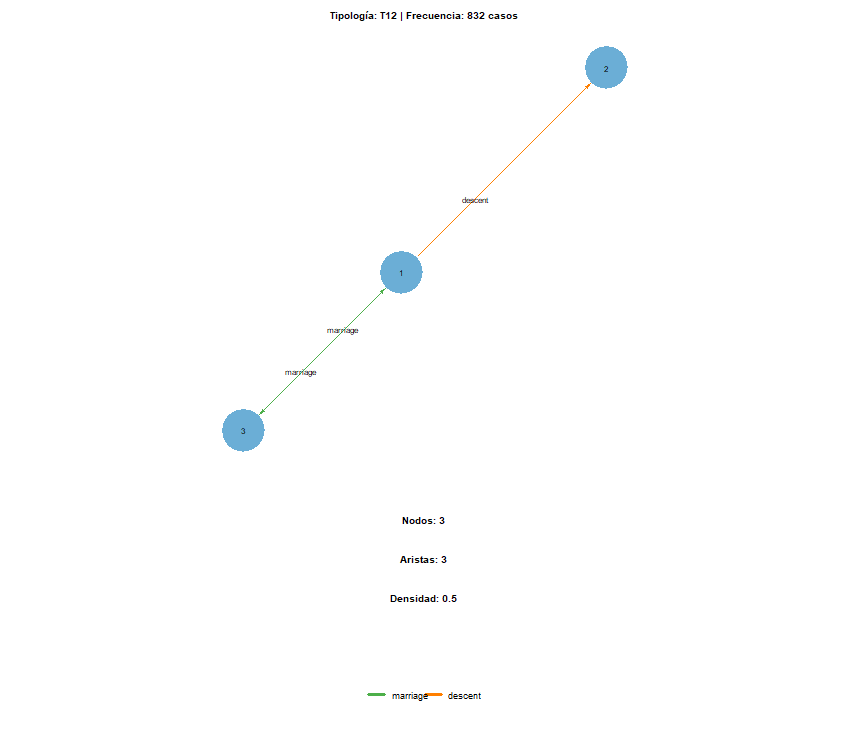 Tipología: T12 | Frecuencia: 832 casos
2
descent
1
marriage
marriage
3
Nodos: 3
Aristas: 3
Densidad: 0.5
marriage descent